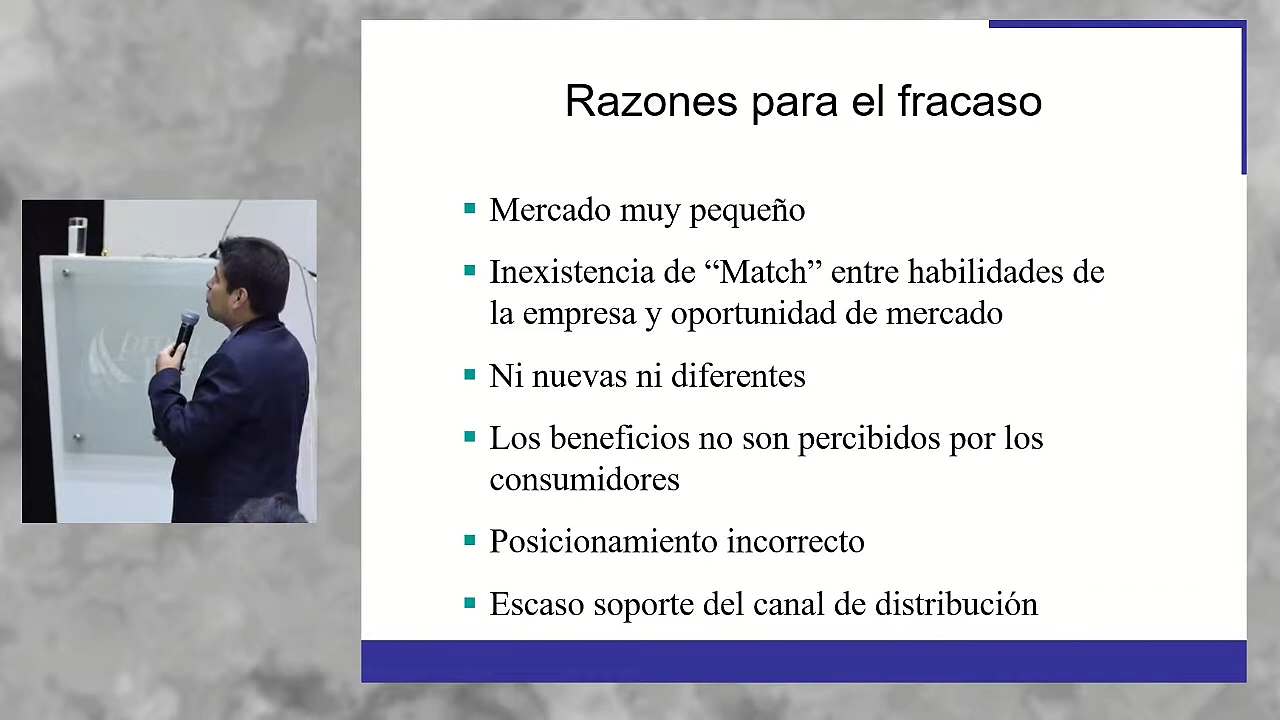 Razones para el fracaso
Mercado muy pequeño
Inexistencia de “Match” entre habilidades de
la empresa y oportunidad de mercado
Ni nuevas ni diferentes
Los beneficios no son percibidos por los
consumidores
Posicionamiento incorrecto
Escaso soporte del canal de distribución